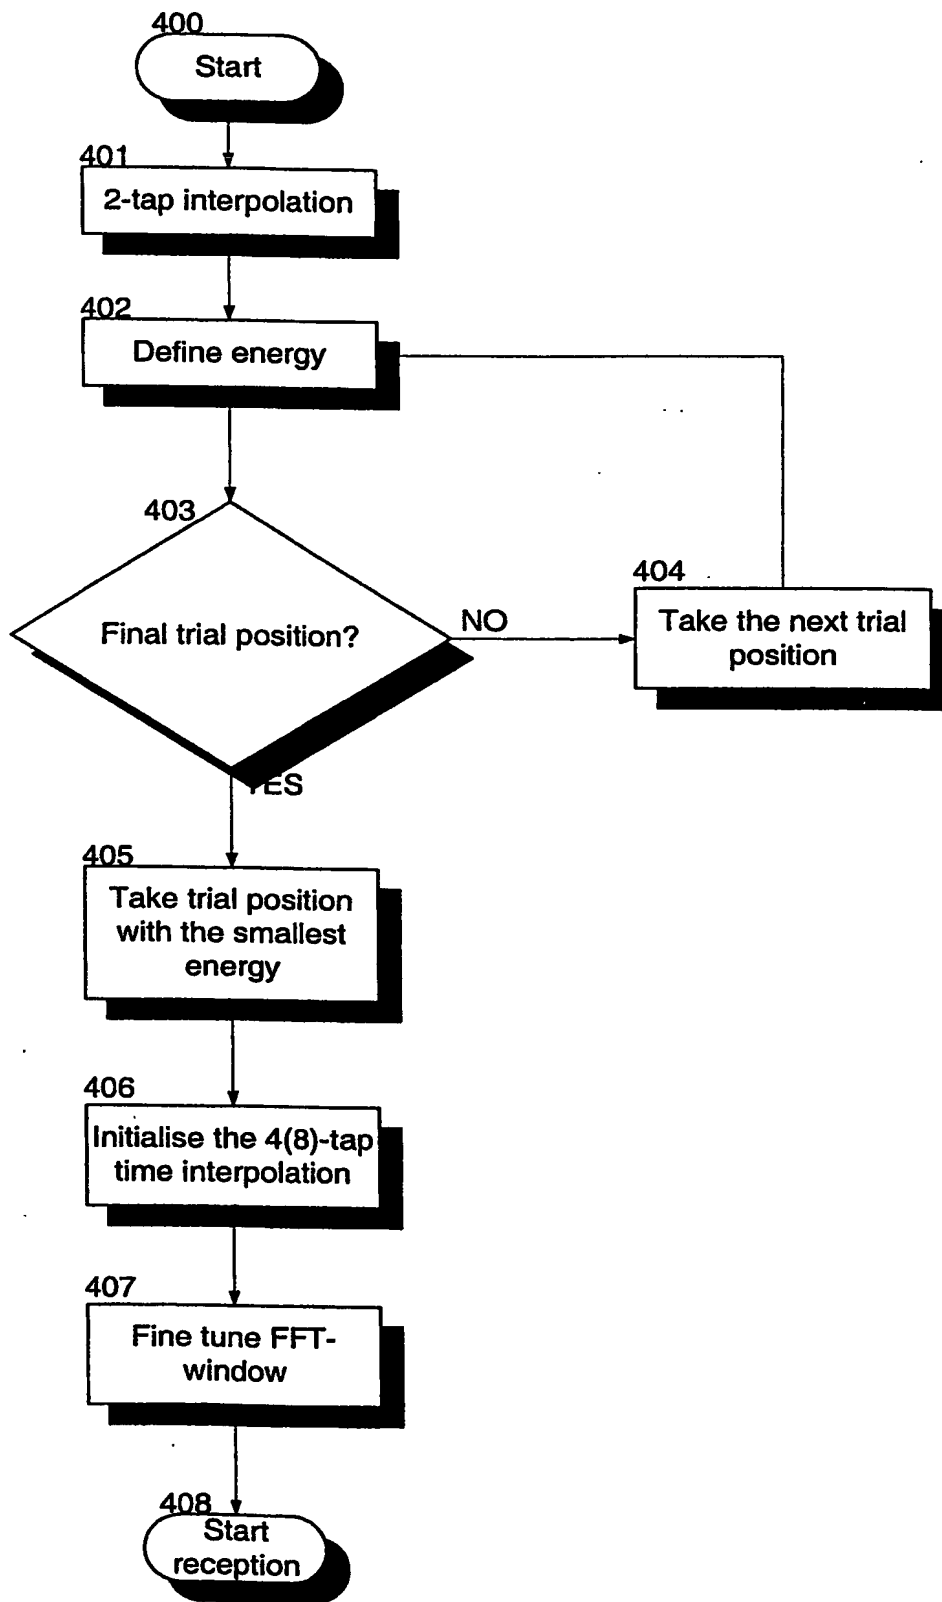 400
Start
401
2-tap interpolation
402
Define energy
403
Final trial position?
NO
404
Take the next trial
position
YES
405
Take trial position
with the smallest
energy
406
Initialise the 4(8)-tap
time interpolation
407
Fine tune FFT-
window
408
Start
reception